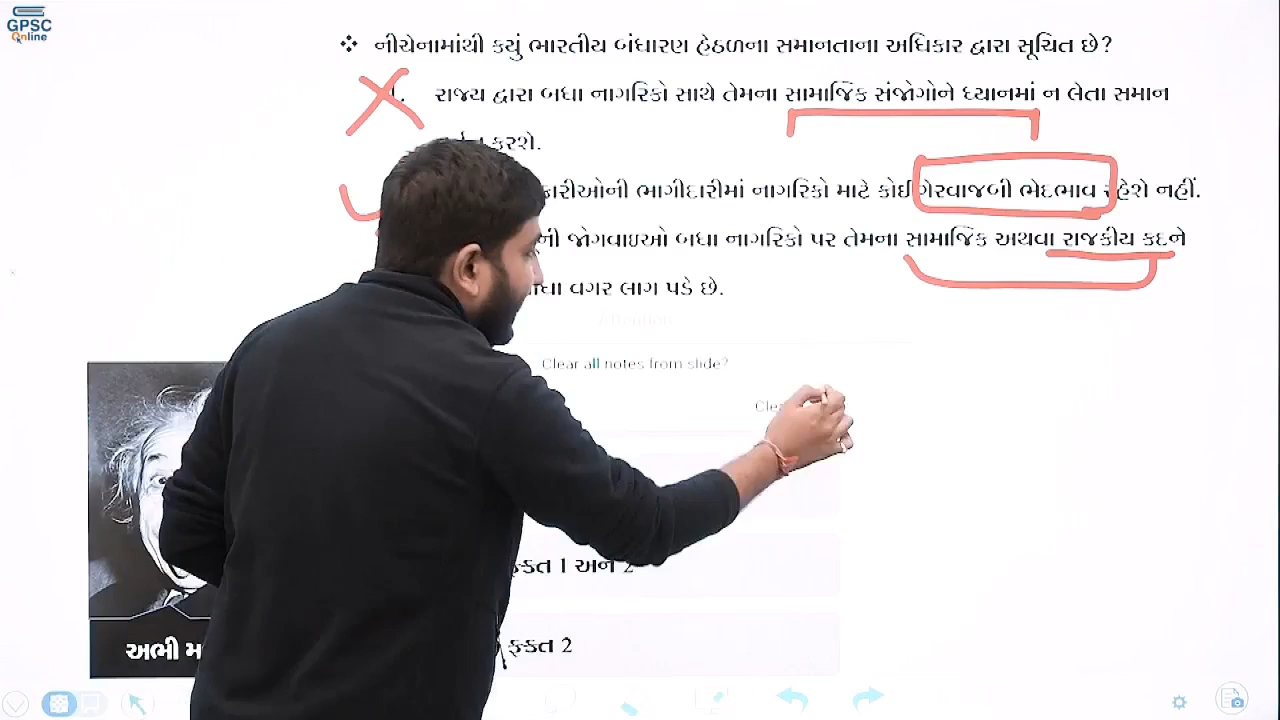 GPSC
Online
❖ નીચેનામાંથી કયું ભારતીય બંધારણ હેઠળના સમાનતાના અધિકાર દ્વારા સૂચિત છે?
રાજ્ય દ્વારા બધા નાગરિકો સાથે તેમના સામાજિક સંજોગોને ધ્યાનમાં ન લેતા સમાન
કરશે.
ભાગીદારીમાં નાગરિકો માટે કોઈ ગેરવાજબી ભેદભાવ રહેશે નહીં.
જોગવાઇઓ બધા નાગરિકો પર તેમના સામાજિક અથવા રાજકીય કદને
વગર લાગ પડે છે.
Attention
Clear all notes from slide?
ફક્ત 1 અને 2
ફક્ત 2
અભી